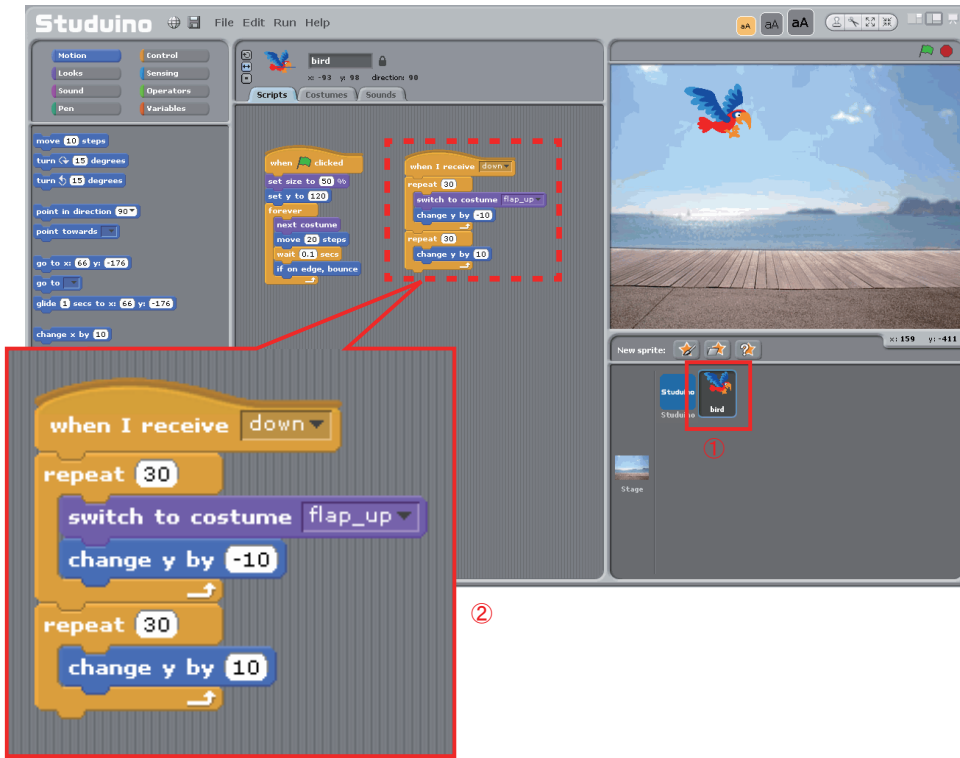 Studuino File Edit Run Help
aA aA aA
Motion Control
Looks Sensing
Sound Operators
Pen Variables
bird
x: -93 y: 98 direction: 90
Scripts Costumes Sounds
move 10 steps
turn 15 degrees
turn 15 degrees
point in direction 90
point towards
go to x: 66 y: -176
go to
glide 1 secs to x: 66 y: -176
change x by 10
when clicked
set size to 50 %
set y to 120
forever
next costume
move 20 steps
wait 0.1 secs
if on edge, bounce
when I receive down
repeat 30
switch to costume flap_up
change y by -10
repeat 30
change y by 10
x: 159 y: -411
New sprite:
Studuino
Studuino
bird
①
Stage
when I receive down
repeat 30
switch to costume flap_up
change y by -10
repeat 30
change y by 10
②